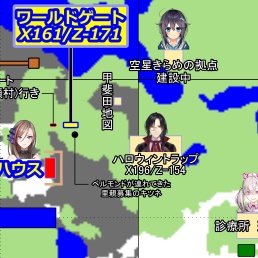 ワールドゲート
X161/Z-171
空星きらめの拠点
建設中
ート
村)行き
甲斐田地図
ハウス
ハロウィントラップ
X196/Z-154
ベルモンドが連れてきた
里親募集のキツネ
診療所